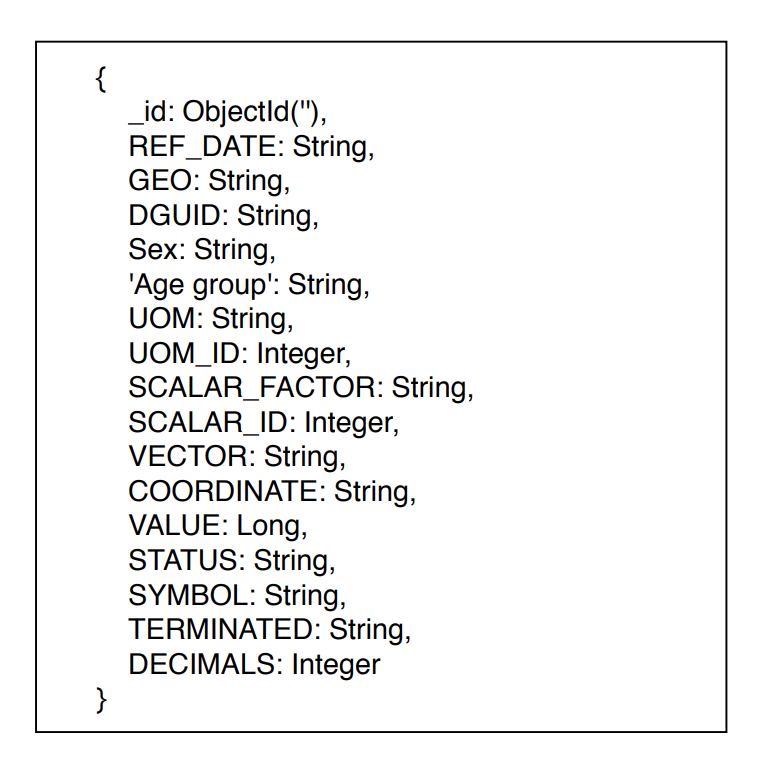 {
_id: ObjectId(''),
REF_DATE: String,
GEO: String,
DGUID: String,
Sex: String,
'Age group': String,
UOM: String,
UOM_ID: Integer,
SCALAR_FACTOR: String,
SCALAR_ID: Integer,
VECTOR: String,
COORDINATE: String,
VALUE: Long,
STATUS: String,
SYMBOL: String,
TERMINATED: String,
DECIMALS: Integer
}